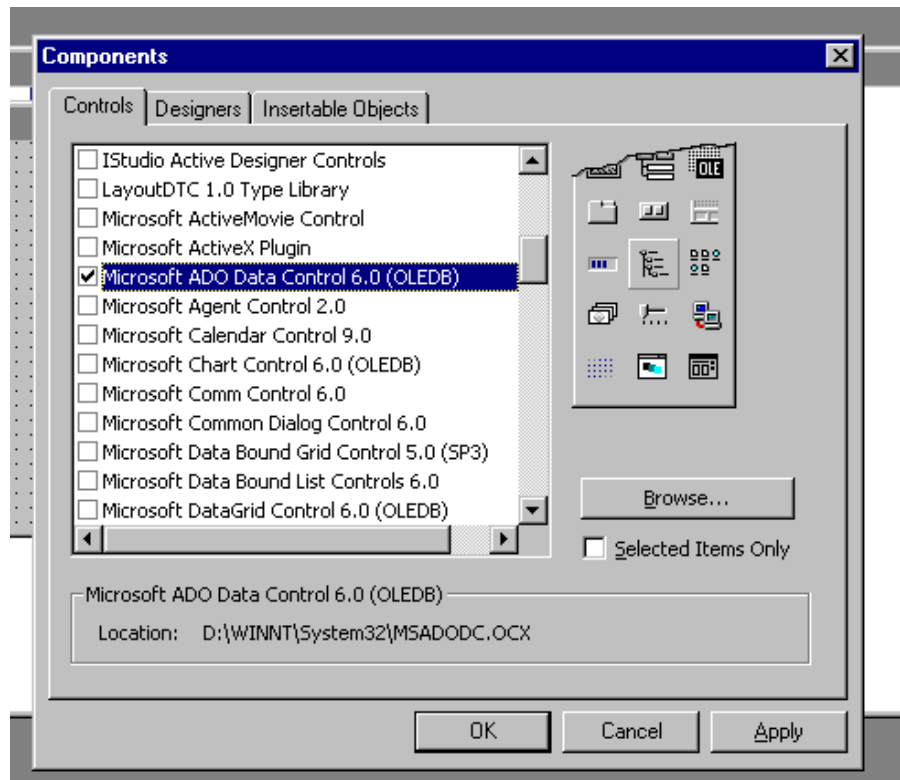 Components
Controls Designers Insertable Objects
IStudio Active Designer Controls
LayoutDTC 1.0 Type Library
Microsoft ActiveMovie Control
Microsoft ActiveX Plugin
Microsoft ADO Data Control 6.0 (OLEDB)
Microsoft Agent Control 2.0
Microsoft Calendar Control 9.0
Microsoft Chart Control 6.0 (OLEDB)
Microsoft Comm Control 6.0
Microsoft Common Dialog Control 6.0
Microsoft Data Bound Grid Control 5.0 (SP3)
Microsoft Data Bound List Controls 6.0
Microsoft DataGrid Control 6.0 (OLEDB)
OLE
Browse...
Selected Items Only
Microsoft ADO Data Control 6.0 (OLEDB)
Location: D:\WINNT\System32\MSADODC.OCX
OK Cancel Apply